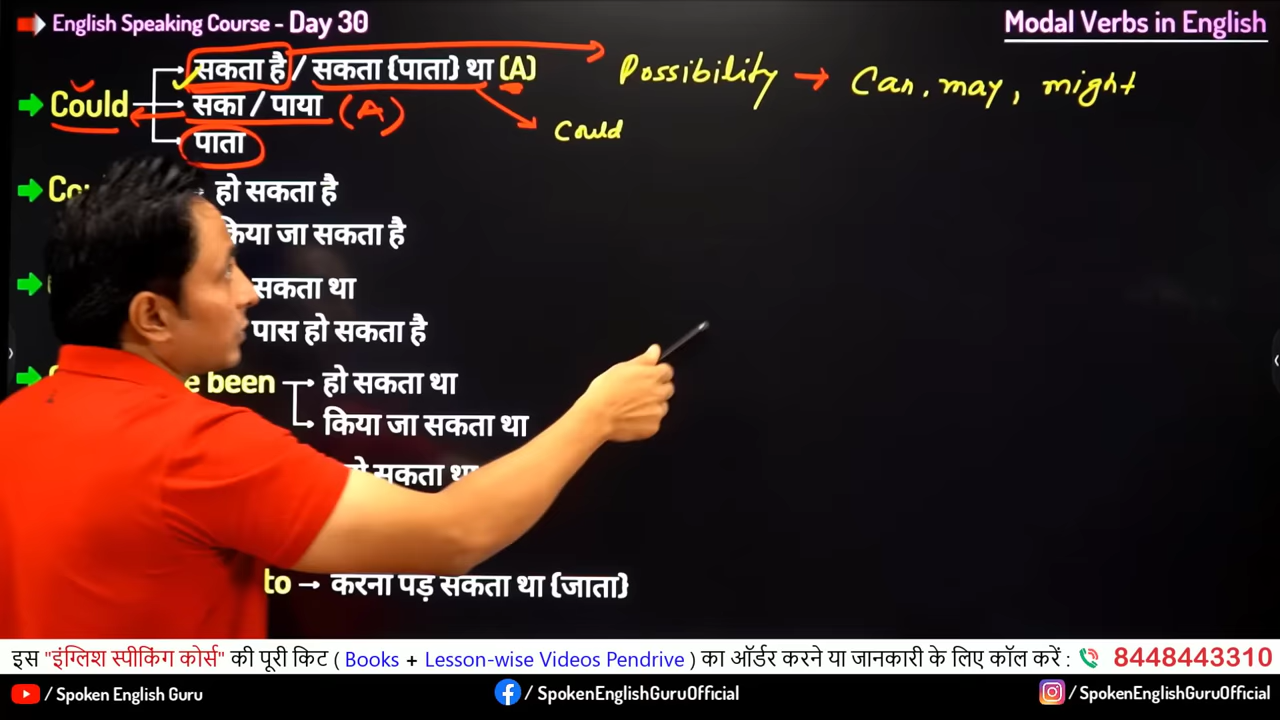 English Speaking Course - Day 30
Modal Verbs in English
Could
सकता है / सकता {पाता} था (A)
Possibility → Can, may, might
सका / पाया (A)
Could
पाता
हो सकता है
किया जा सकता है
सकता था
पास हो सकता है
been
हो सकता था
किया जा सकता था
सकता था
to → करना पड़ सकता था {जाता}
इस "इंग्लिश स्पीकिंग कोर्स" की पूरी किट ( Books + Lesson-wise Videos Pendrive ) का ऑर्डर करने या जानकारी के लिए कॉल करें : 8448443310
/ Spoken English Guru
/ SpokenEnglishGuruOfficial
/ SpokenEnglishGuruOfficial